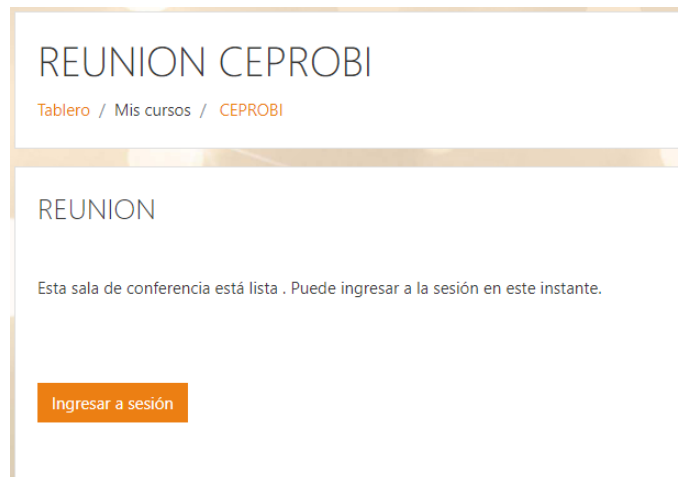 REUNION CEPROBI
Tablero / Mis cursos / CEPROBI
REUNION
Esta sala de conferencia está lista . Puede ingresar a la sesión en este instante.
Ingresar a sesión